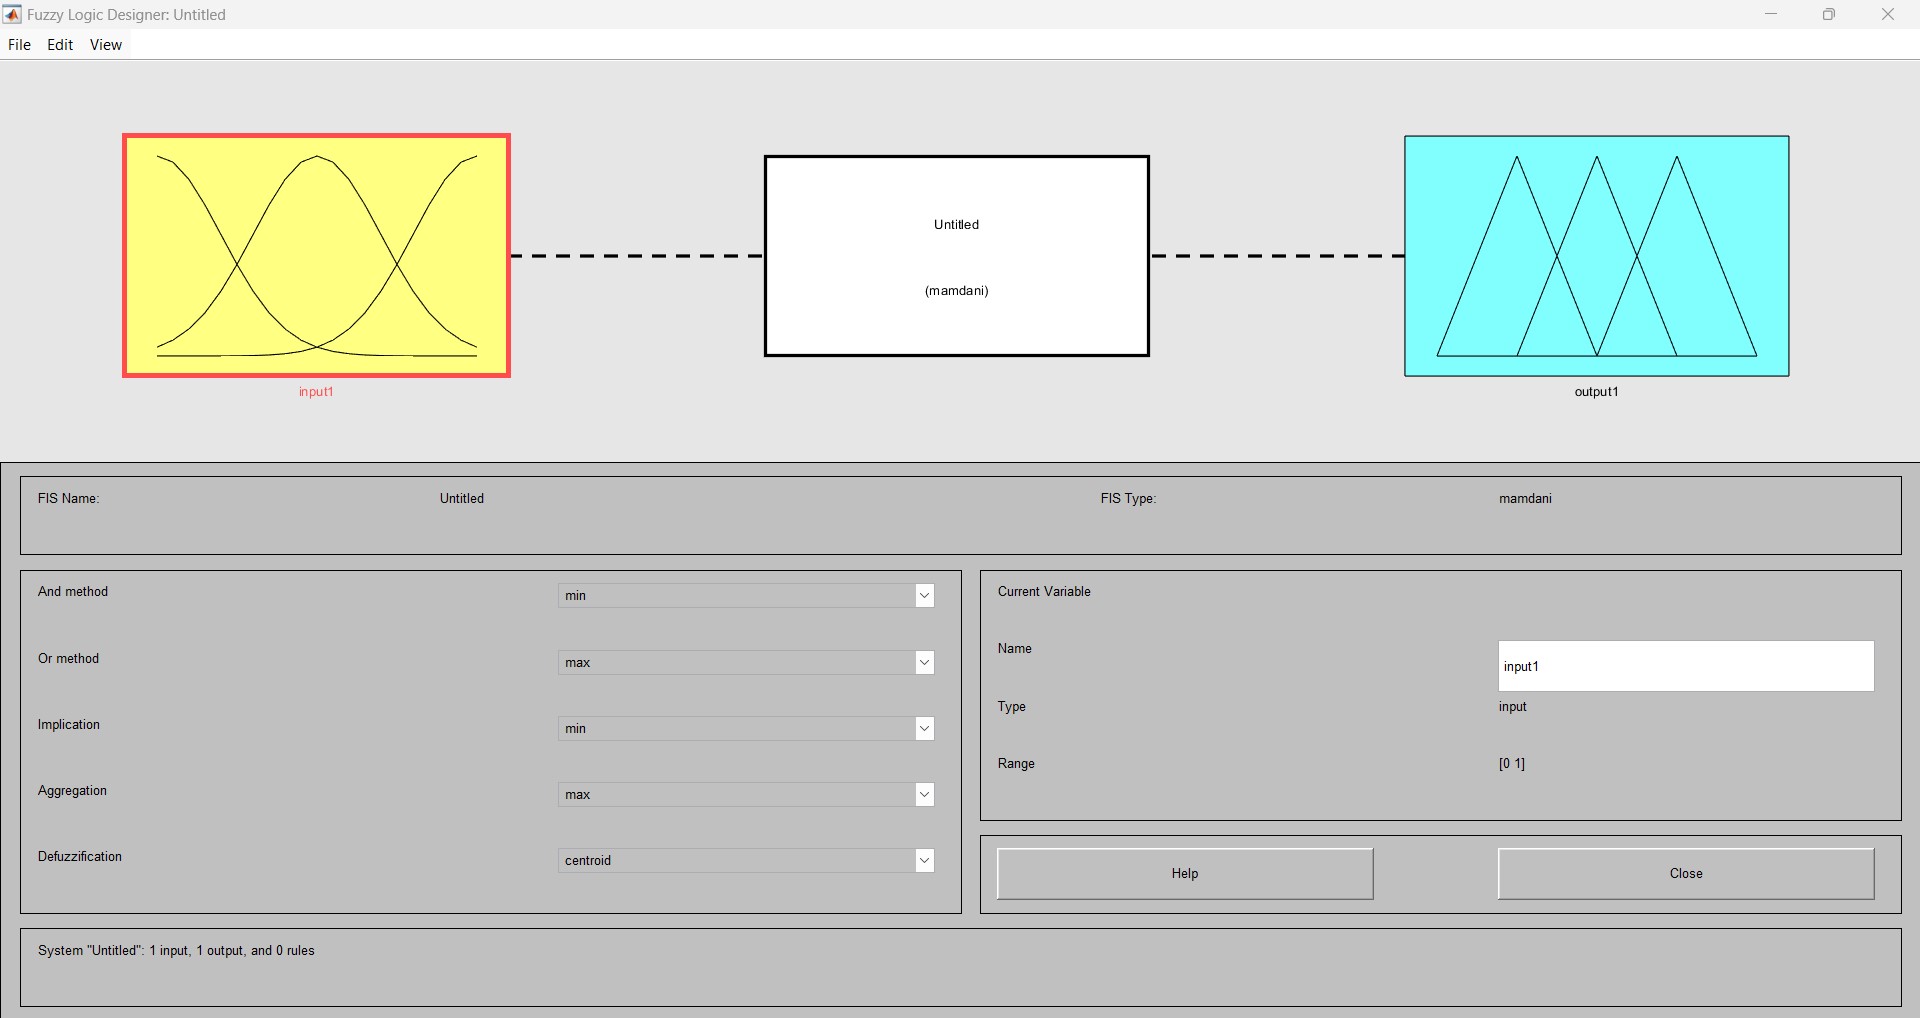 Fuzzy Logic Designer: Untitled
File Edit View
Untitled
(mamdani)
input1
output1
FIS Name: Untitled FIS Type: mamdani
And method min
Or method max
Implication min
Aggregation max
Defuzzification centroid
Current Variable
Name input1
Type input
Range [0 1]
Help Close
System "Untitled": 1 input, 1 output, and 0 rules